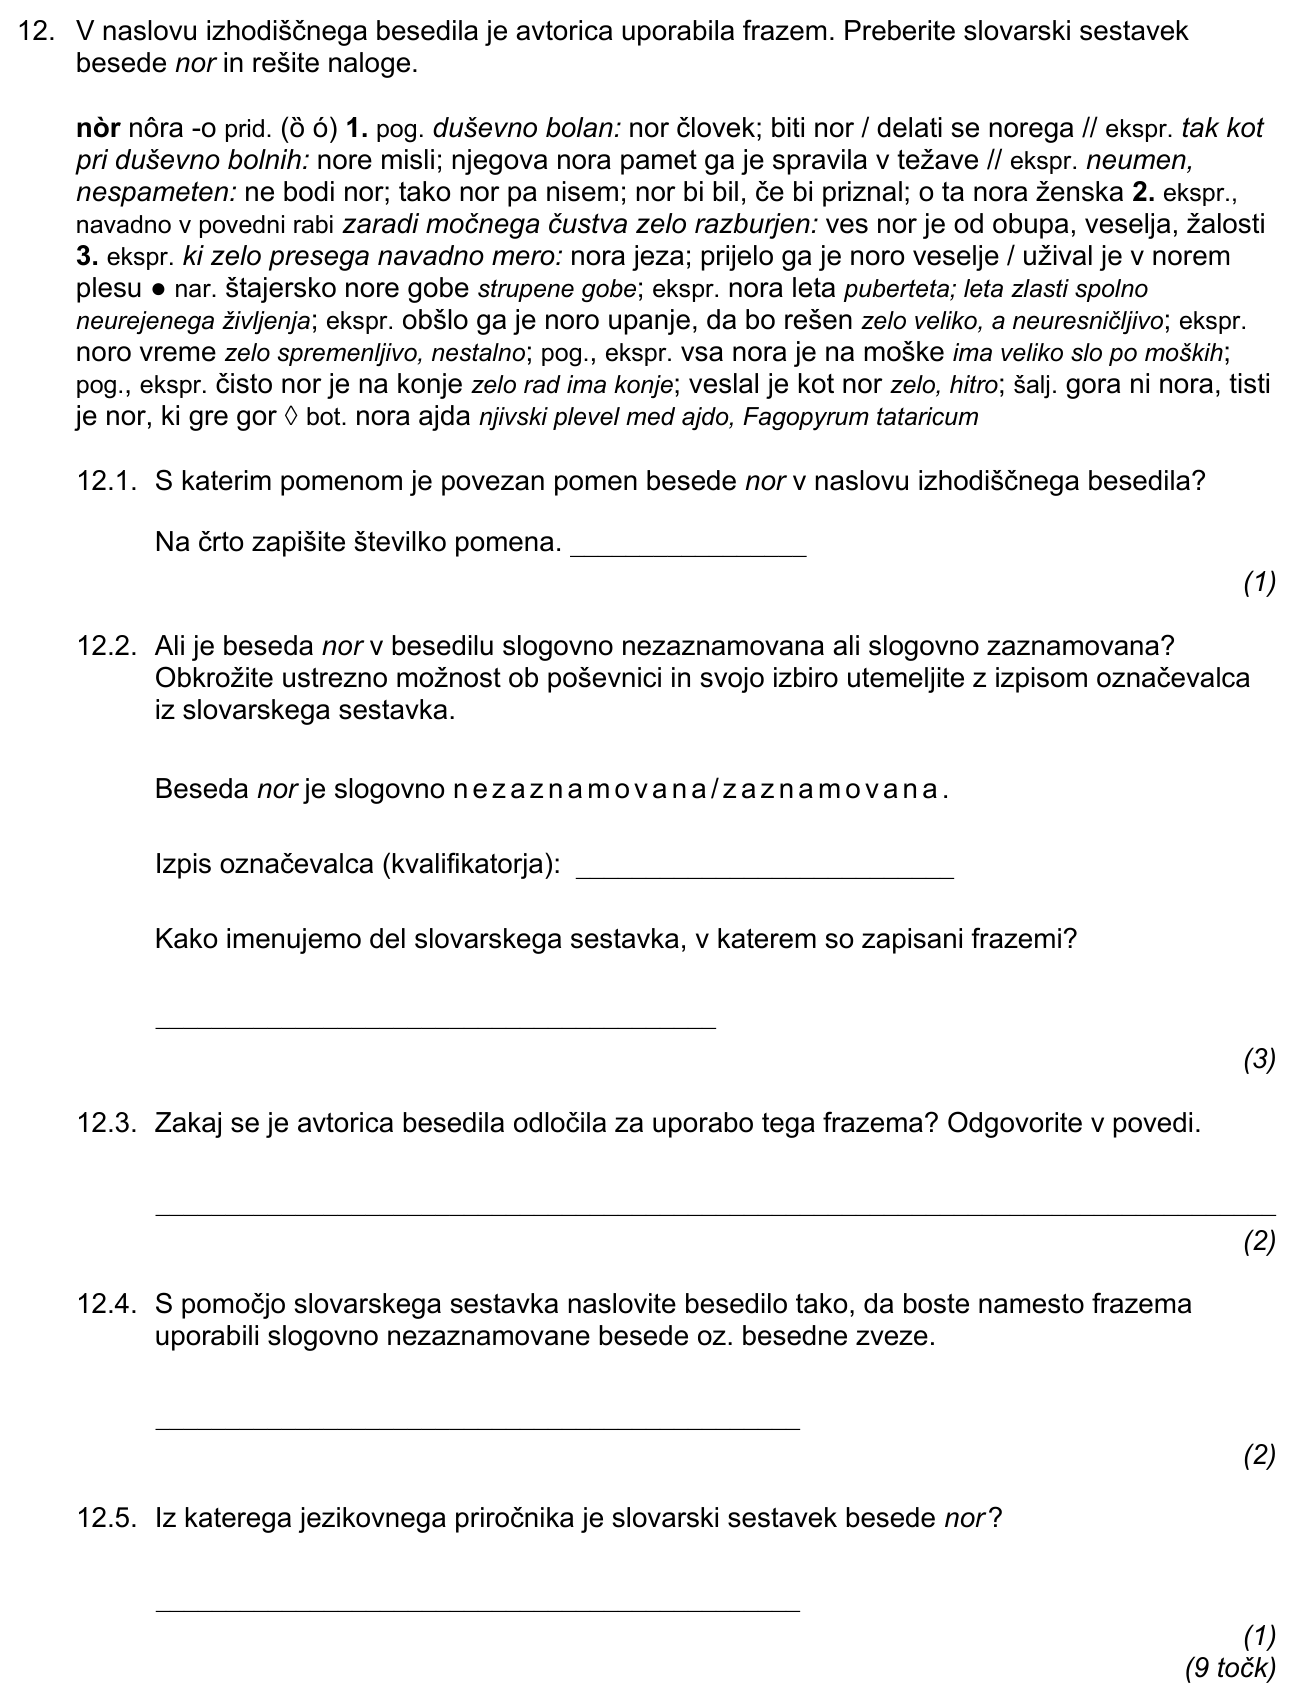 12. V naslovu izhodiščnega besedila je avtorica uporabila frazem. Preberite slovarski sestavek
besede nor in rešite naloge.
nòr nôra -o prid. (ȍ ó) 1. pog. duševno bolan: nor človek; biti nor / delati se norega // ekspr. tak kot
pri duševno bolnih: nore misli; njegova nora pamet ga je spravila v težave // ekspr. neumen,
nespameten: ne bodi nor; tako nor pa nisem; nor bi bil, če bi priznal; o ta nora ženska 2. ekspr.,
navadno v povedni rabi zaradi močnega čustva zelo razburjen: ves nor je od obupa, veselja, žalosti
3. ekspr. ki zelo presega navadno mero: nora jeza; prijelo ga je noro veselje / užival je v norem
plesu ● nar. štajersko nore gobe strupene gobe; ekspr. nora leta puberteta; leta zlasti spolno
neurejenega življenja; ekspr. obšlo ga je noro upanje, da bo rešen zelo veliko, a neuresničljivo; ekspr.
noro vreme zelo spremenljivo, nestalno; pog., ekspr. vsa nora je na moške ima veliko slo po moških;
pog., ekspr. čisto nor je na konje zelo rad ima konje; veslal je kot nor zelo, hitro; šalj. gora ni nora, tisti
je nor, ki gre gor ◊ bot. nora ajda njivski plevel med ajdo, Fagopyrum tataricum
12.1. S katerim pomenom je povezan pomen besede nor v naslovu izhodiščnega besedila?
Na črto zapišite številko pomena.
(1)
12.2. Ali je beseda nor v besedilu slogovno nezaznamovana ali slogovno zaznamovana?
Obkrožite ustrezno možnost ob poševnici in svojo izbiro utemeljite z izpisom označevalca
iz slovarskega sestavka.
Beseda nor je slogovno nezaznamovana/zaznamovana.
Izpis označevalca (kvalifikatorja):
Kako imenujemo del slovarskega sestavka, v katerem so zapisani frazemi?
(3)
12.3. Zakaj se je avtorica besedila odločila za uporabo tega frazema? Odgovorite v povedi.
(2)
12.4. S pomočjo slovarskega sestavka naslovite besedilo tako, da boste namesto frazema
uporabili slogovno nezaznamovane besede oz. besedne zveze.
(2)
12.5. Iz katerega jezikovnega priročnika je slovarski sestavek besede nor?
(1)
(9 točk)